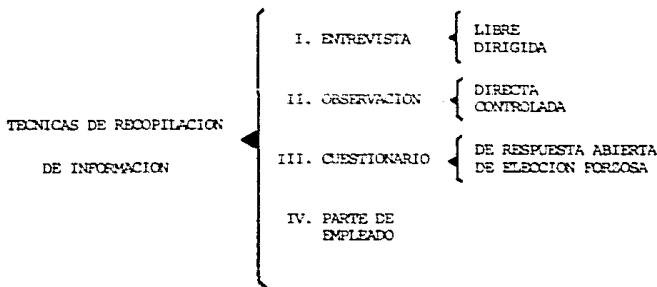 TECNICAS DE RECOPILACION
DE INFORMACION
I. ENTREVISTA
LIBRE
DIRIGIDA
II. OBSERVACION
DIRECTA
CONTROLADA
III. CUESTIONARIO
DE RESPUESTA ABIERTA
DE ELECCION FORZOSA
IV. PARTE DE
EMPLEADO